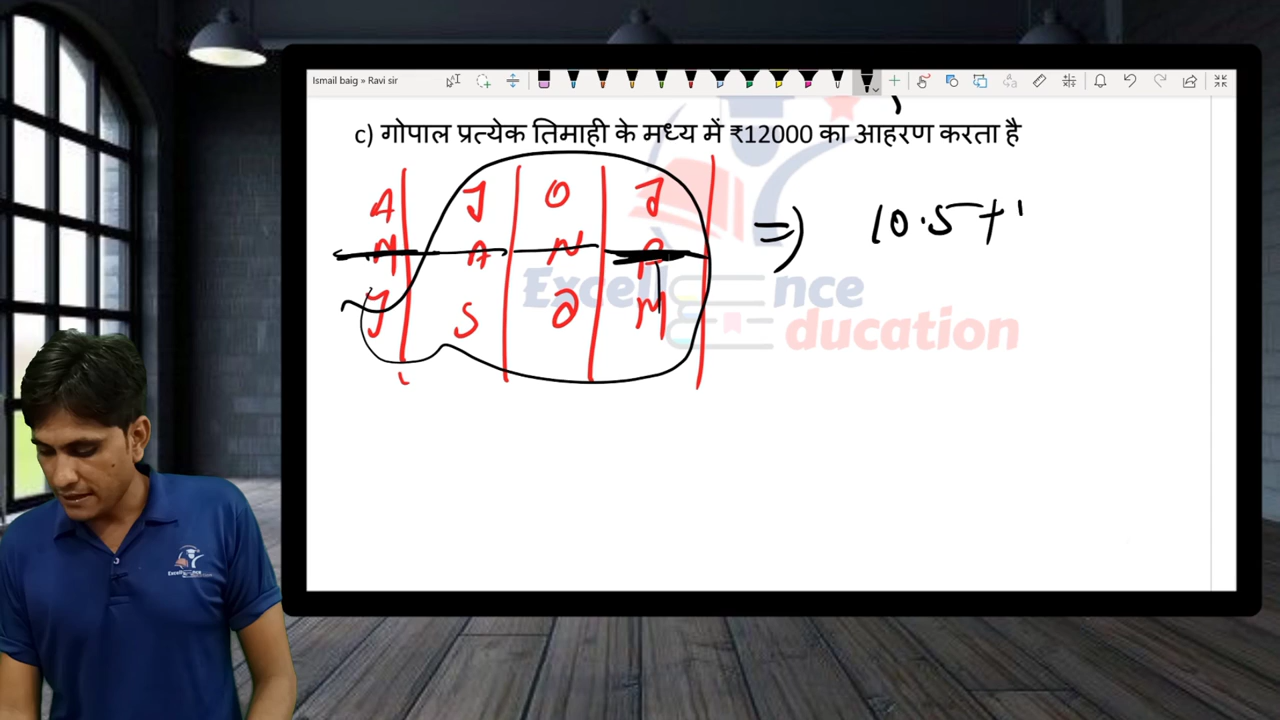 Ismail baig » Ravi sir
c) गोपाल प्रत्येक तिमाही के मध्य में ₹12000 का आहरण करता है
A J O J
M A N F
J S D M
=) 10.5 +
Excellence
ducation